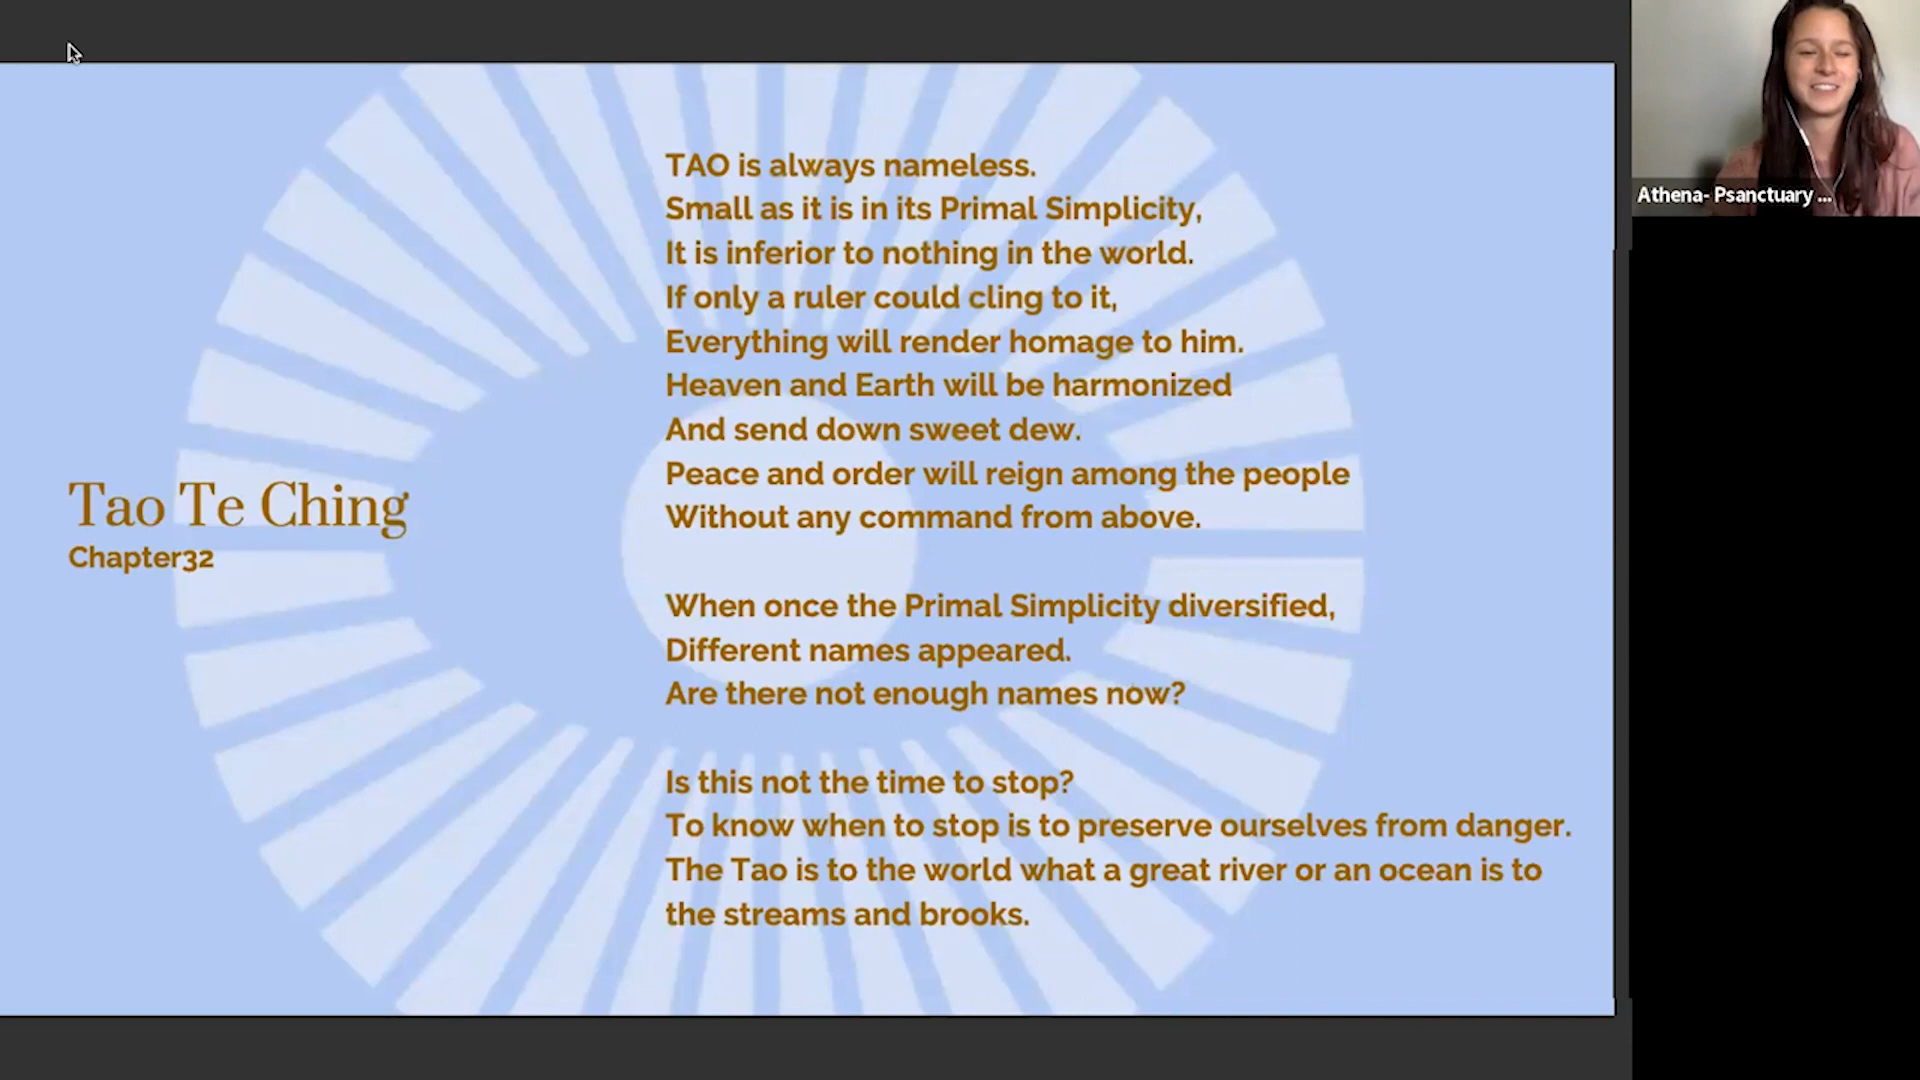 Tao Te Ching
Chapter32
TAO is always nameless.
Small as it is in its Primal Simplicity,
It is inferior to nothing in the world.
If only a ruler could cling to it,
Everything will render homage to him.
Heaven and Earth will be harmonized
And send down sweet dew.
Peace and order will reign among the people
Without any command from above.
When once the Primal Simplicity diversified,
Different names appeared.
Are there not enough names now?
Is this not the time to stop?
To know when to stop is to preserve ourselves from danger.
The Tao is to the world what a great river or an ocean is to
the streams and brooks.
Athena- Psanctuary ...